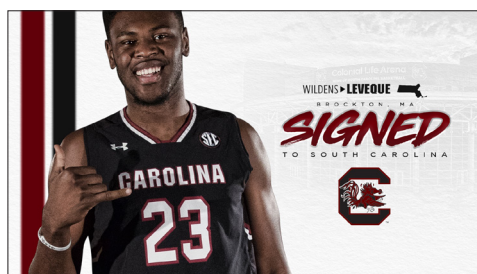 WILDENS ▸ LEVEQUE
BROCKTON, MA
SIGNED
TO SOUTH CAROLINA
SEC
CAROLINA
23